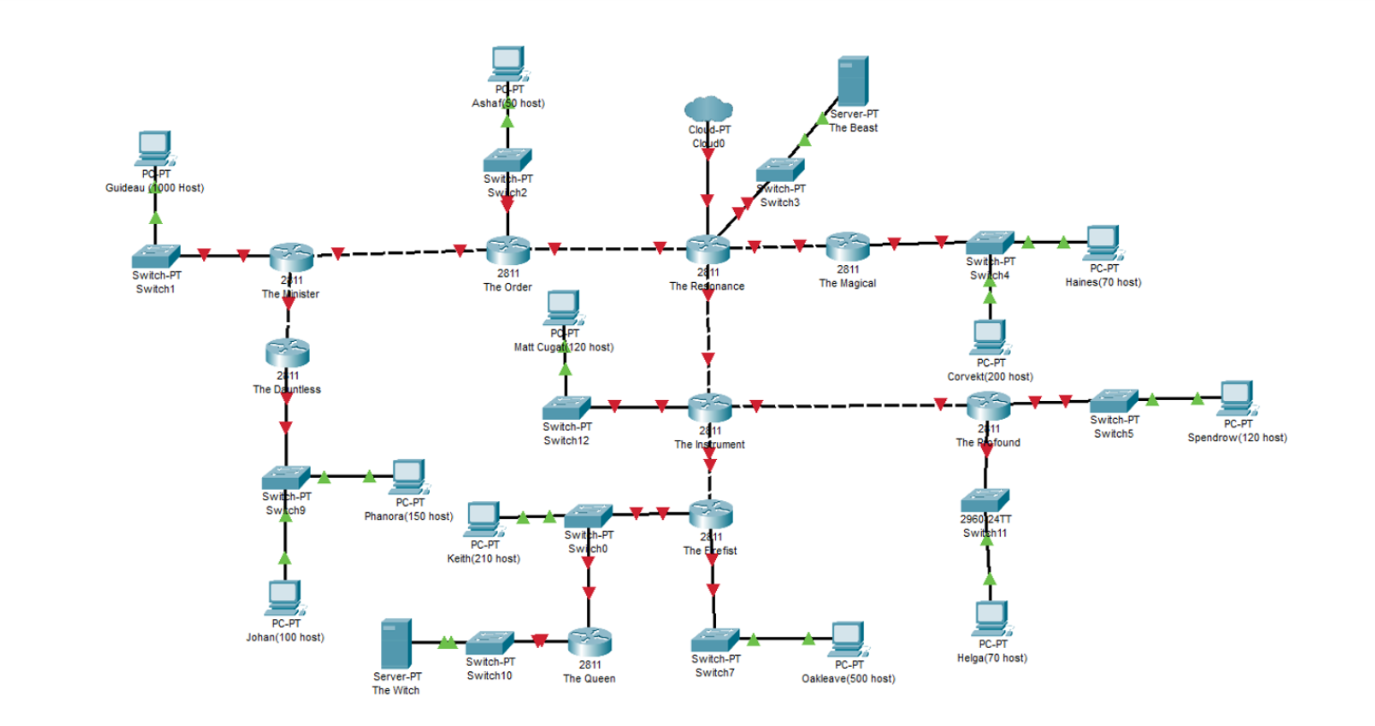 PC-PT
Ashaf(50 host)
Server-PT
The Beast
Cloud-PT
Cloud0
PC-PT
Guideau (1000 Host)
Switch-PT
Switch2
Switch-PT
Switch3
Switch-PT
Switch1
2811
The Minister
2811
The Order
2811
The Resonance
2811
The Magical
Switch-PT
Switch4
PC-PT
Haines(70 host)
PC-PT
Matt Cugat(120 host)
PC-PT
Corvekt(200 host)
2811
The Dauntless
Switch-PT
Switch12
2811
The Instrument
2811
The Profound
Switch-PT
Switch5
PC-PT
Spendrow(120 host)
Switch-PT
Switch9
PC-PT
Phanora(150 host)
PC-PT
Keith(210 host)
Switch-PT
Switch0
2811
The Firefist
2960-24TT
Switch11
PC-PT
Johan(100 host)
Server-PT
The Witch
Switch-PT
Switch10
2811
The Queen
Switch-PT
Switch7
PC-PT
Oakleave(500 host)
PC-PT
Helga(70 host)